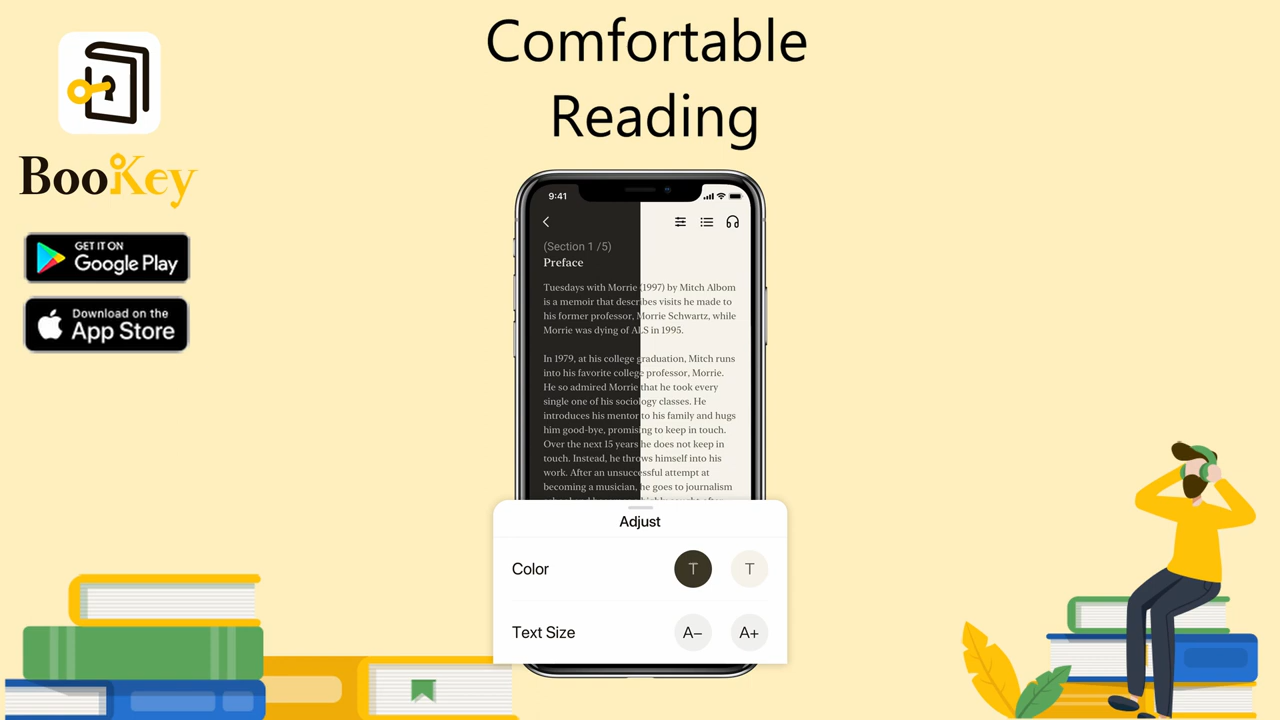 Comfortable
Reading
BooKey
GET IT ON
Google Play
Download on the
App Store
9:41
(Section 1 /5)
Preface
Tuesdays with Morrie (1997) by Mitch Albom
is a memoir that describes visits he made to
his former professor, Morrie Schwartz, while
Morrie was dying of ALS in 1995.
In 1979, at his college graduation, Mitch runs
into his favorite college professor, Morrie.
He so admired Morrie that he took every
single one of his sociology classes. He
introduces his mentor to his family and hugs
him good-bye, promising to keep in touch.
Over the next 15 years he does not keep in
touch. Instead, he throws himself into his
work. After an unsuccessful attempt at
becoming a musician, he goes to journalism
Adjust
Color T T
Text Size A− A+